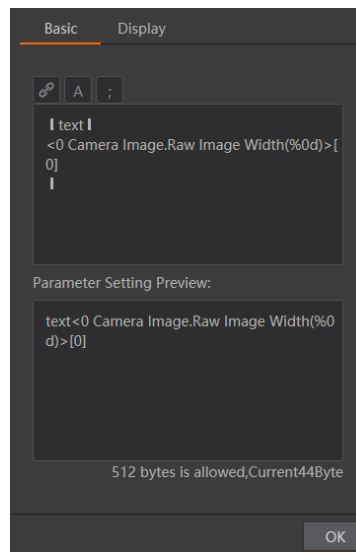 Basic Display
A ;
text
<0 Camera Image.Raw Image Width(%0d)>[
0]
Parameter Setting Preview:
text<0 Camera Image.Raw Image Width(%0
d)>[0]
512 bytes is allowed,Current44Byte
OK